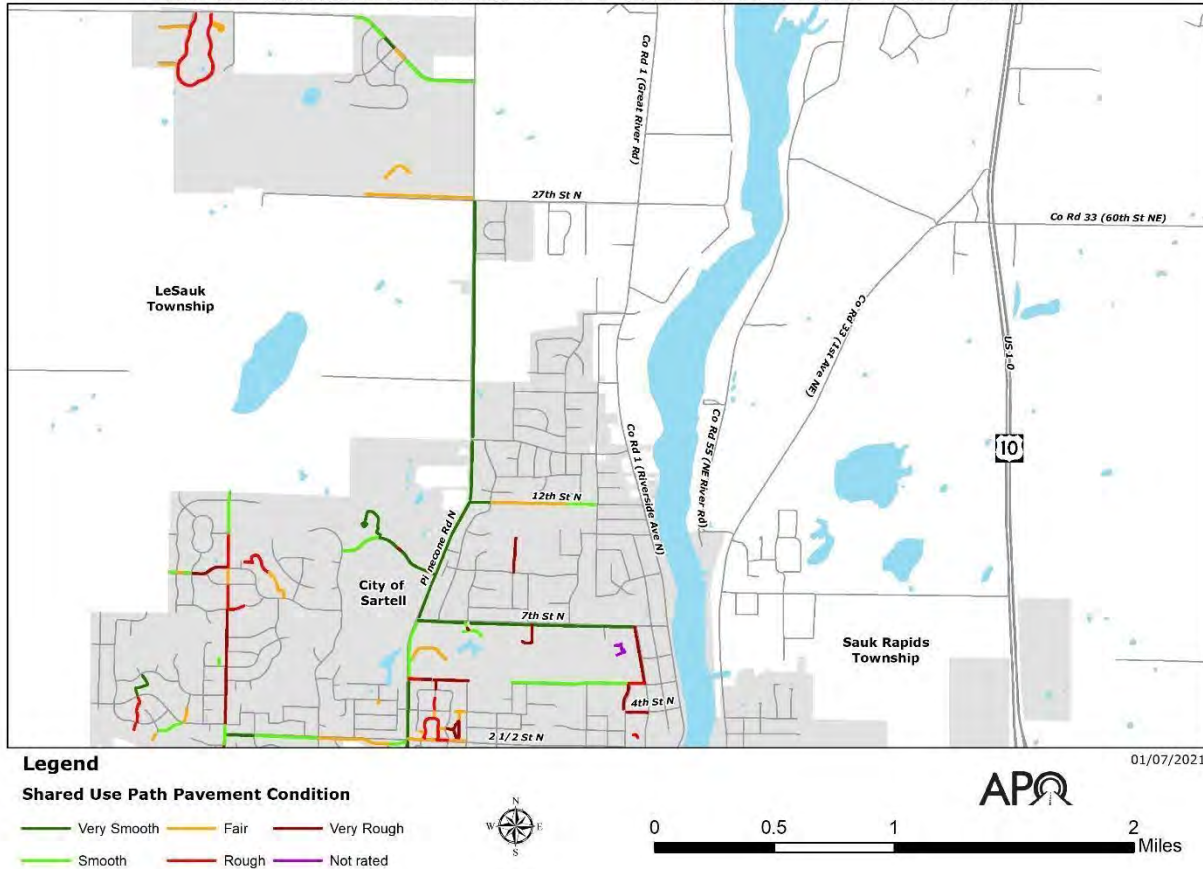 Co Rd 1 (Great River Rd)
27th St N
Co Rd 33 (60th St NE)
LeSauk
Township
Co Rd 33 (1st Ave NE)
US 1-0
10
Co Rd 1 (Riverside Ave N)
Co Rd 55 (NE River Rd)
12th St N
Pinecone Rd N
City of
Sartell
7th St N
Sauk Rapids
Township
4th St N
2 1/2 St N
Legend
01/07/2021
Shared Use Path Pavement Condition
Very Smooth
Fair
Very Rough
Smooth
Rough
Not rated
N
W
E
S
APO
0
0.5
1
2
Miles